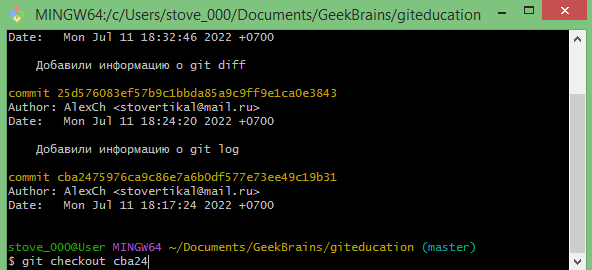 MINGW64:/c/Users/stove_000/Documents/GeekBrains/giteducation
Date:   Mon Jul 11 18:32:46 2022 +0700
Добавили информацию о git diff
commit 25d576083ef57b9c1bbda85a9c9ff9e1ca0e3843
Author: AlexCh <stovertikal@mail.ru>
Date:   Mon Jul 11 18:24:20 2022 +0700
Добавили информацию о git log
commit cba2475976ca9c86e7a6b0df577e73ee49c19b31
Author: AlexCh <stovertikal@mail.ru>
Date:   Mon Jul 11 18:17:24 2022 +0700
stove_000@User MINGW64 ~/Documents/GeekBrains/giteducation (master)
$ git checkout cba24